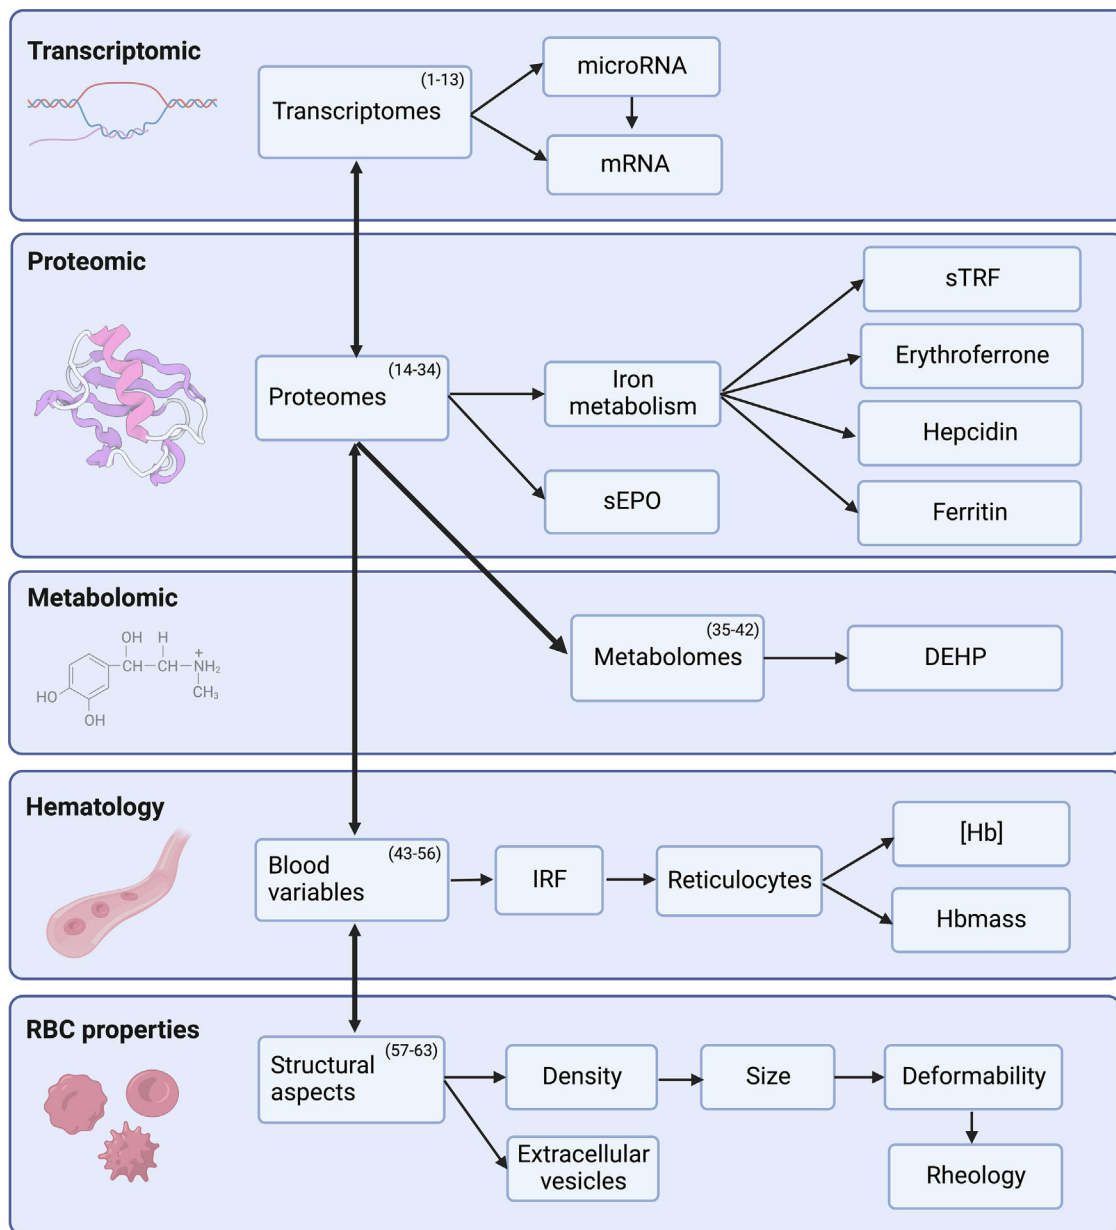 Transcriptomic
(1-13)
Transcriptomes
microRNA
mRNA
Proteomic
(14-34)
Proteomes
Iron
metabolism
sEPO
sTRF
Erythroferrone
Hepcidin
Ferritin
Metabolomic
OH H
CH CH NH₂
+
CH₃
HO
OH
(35-42)
Metabolomes
DEHP
Hematology
(43-56)
Blood
variables
IRF
Reticulocytes
[Hb]
Hbmass
RBC properties
(57-63)
Structural
aspects
Density
Size
Deformability
Extracellular
vesicles
Rheology